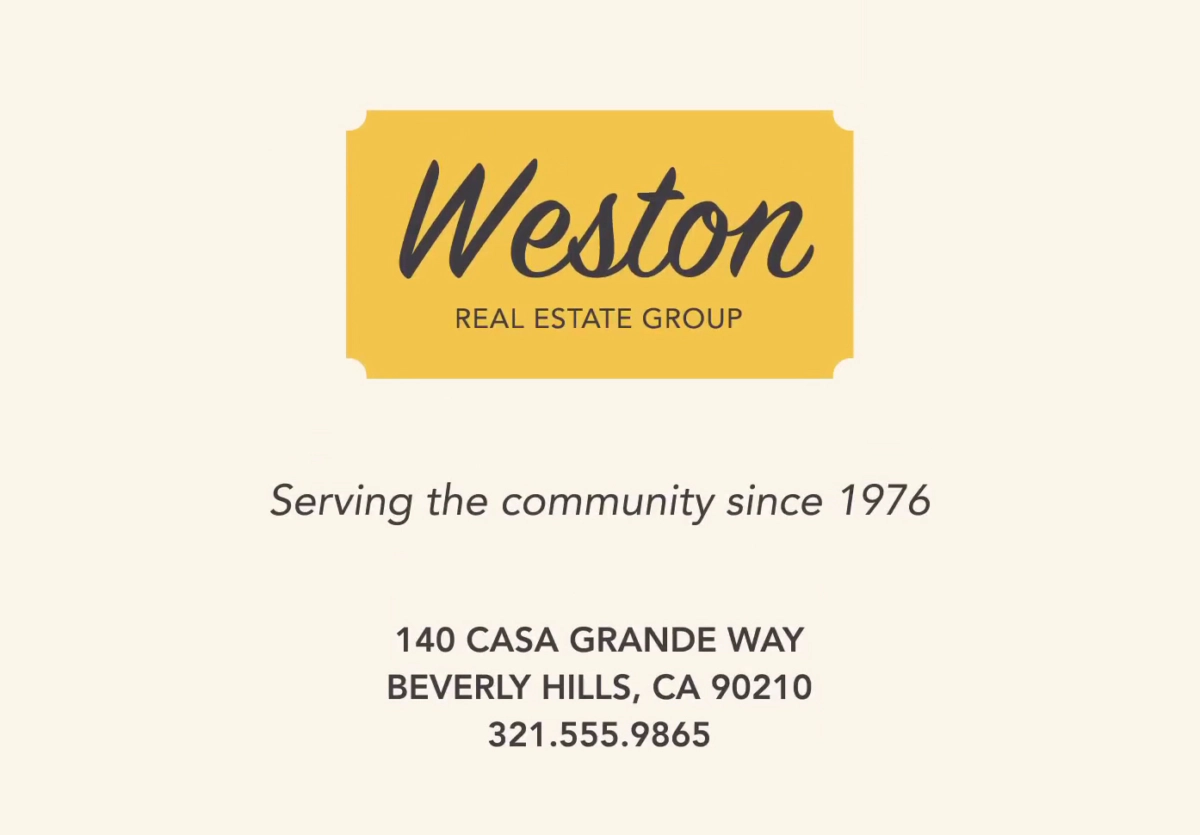 Weston
REAL ESTATE GROUP
Serving the community since 1976
140 CASA GRANDE WAY
BEVERLY HILLS, CA 90210
321.555.9865